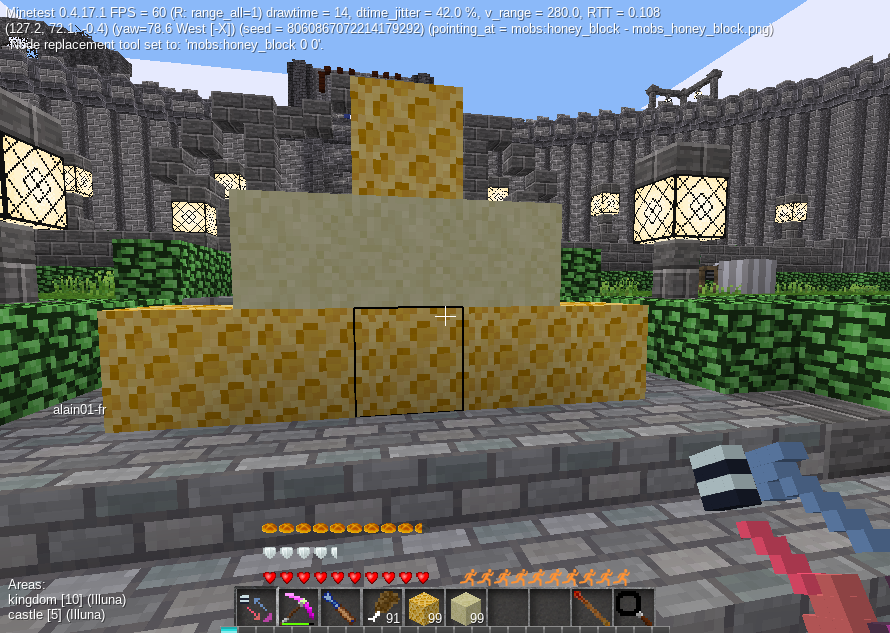 Minetest 0.4.17.1 FPS = 60 (R: range_all=1) drawtime = 14, dtime_jitter = 42.0 %, v_range = 280.0, RTT = 0.108
(127.2, 72.1, -0.4) (yaw=78.6 West [-X]) (seed = 8060867072214179292) (pointing_at = mobs:honey_block - mobs_honey_block.png)
Node replacement tool set to: 'mobs:honey_block 0 0'.
alain01-fr
Areas:
kingdom [10] (Illuna)
castle [5] (Illuna)
91
99
99